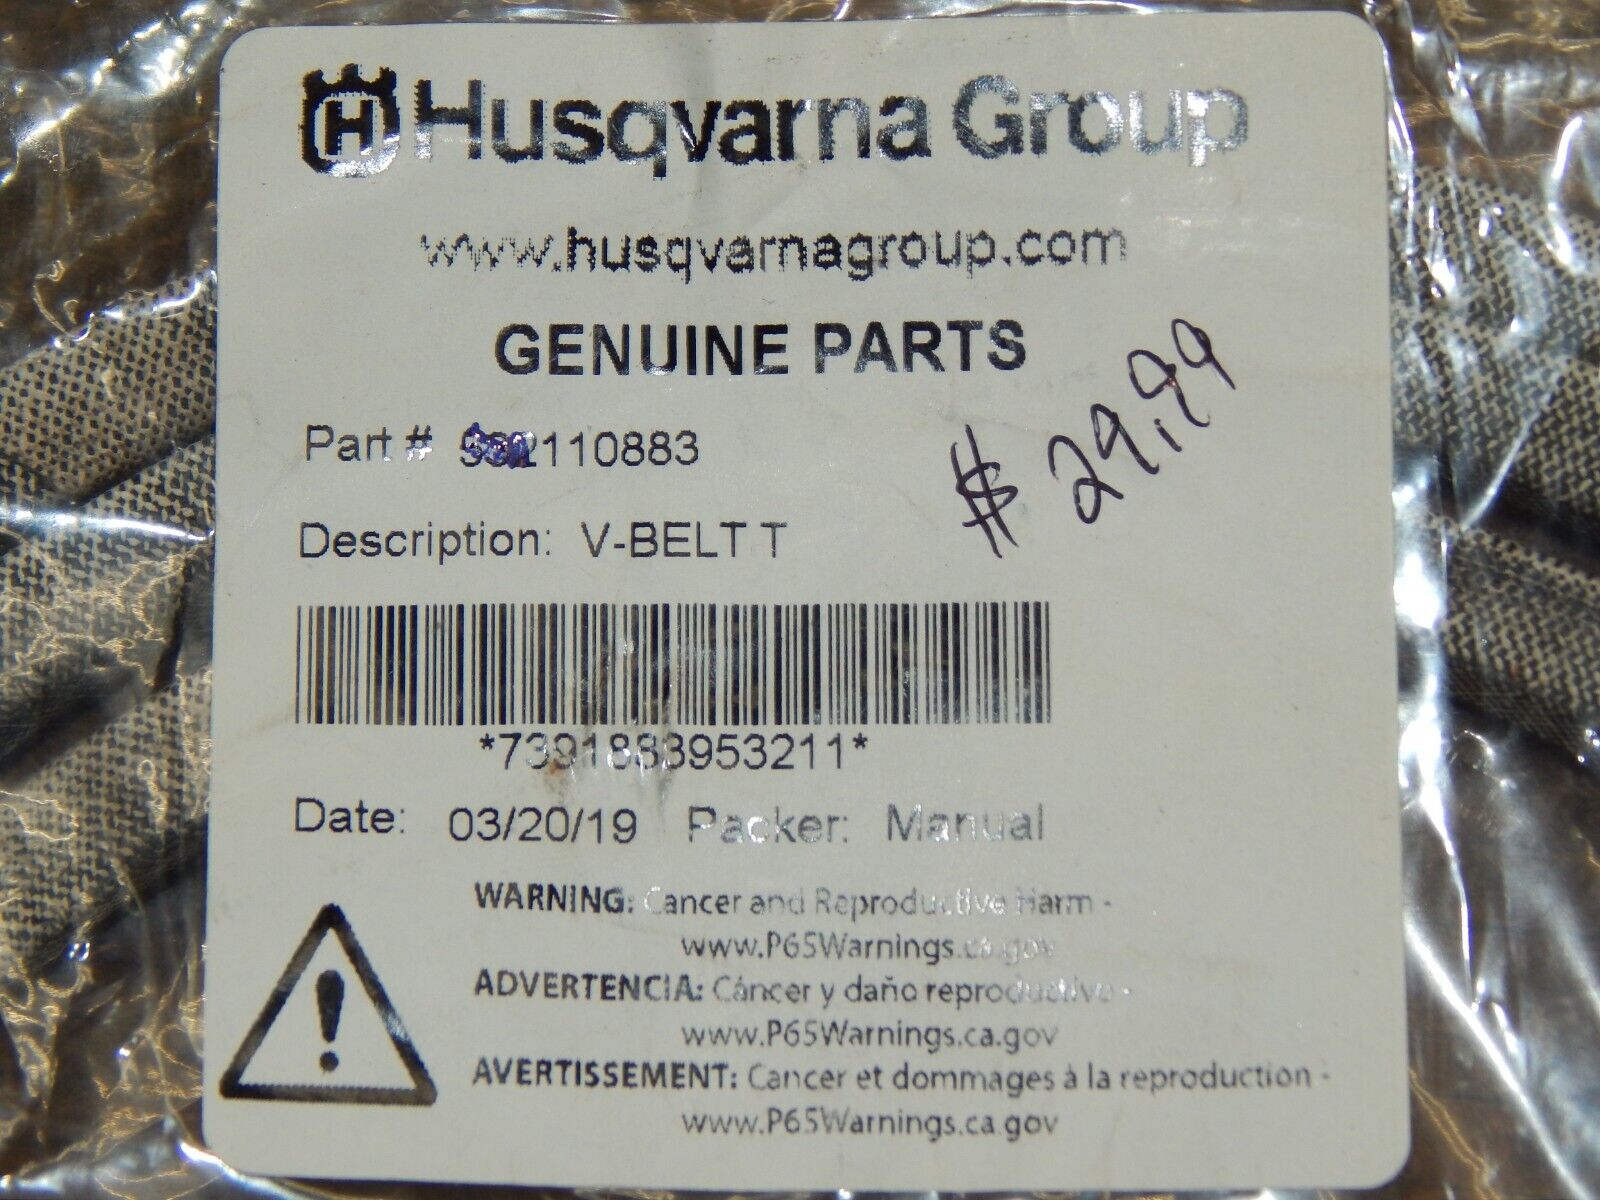 H Husqvarna Group
www.husqvarnagroup.com
GENUINE PARTS
$ 29.99
Part # 110883
Description: V-BELT T
*7391883953211*
Date: 03/20/19 Packer: Manual
WARNING: Cancer and Reproductive Harm -
www.P65Warnings.ca.gov
ADVERTENCIA: Cáncer y daño reproductivo -
www.P65Warnings.ca.gov
AVERTISSEMENT: Cancer et dommages à la reproduction -
www.P65Warnings.ca.gov